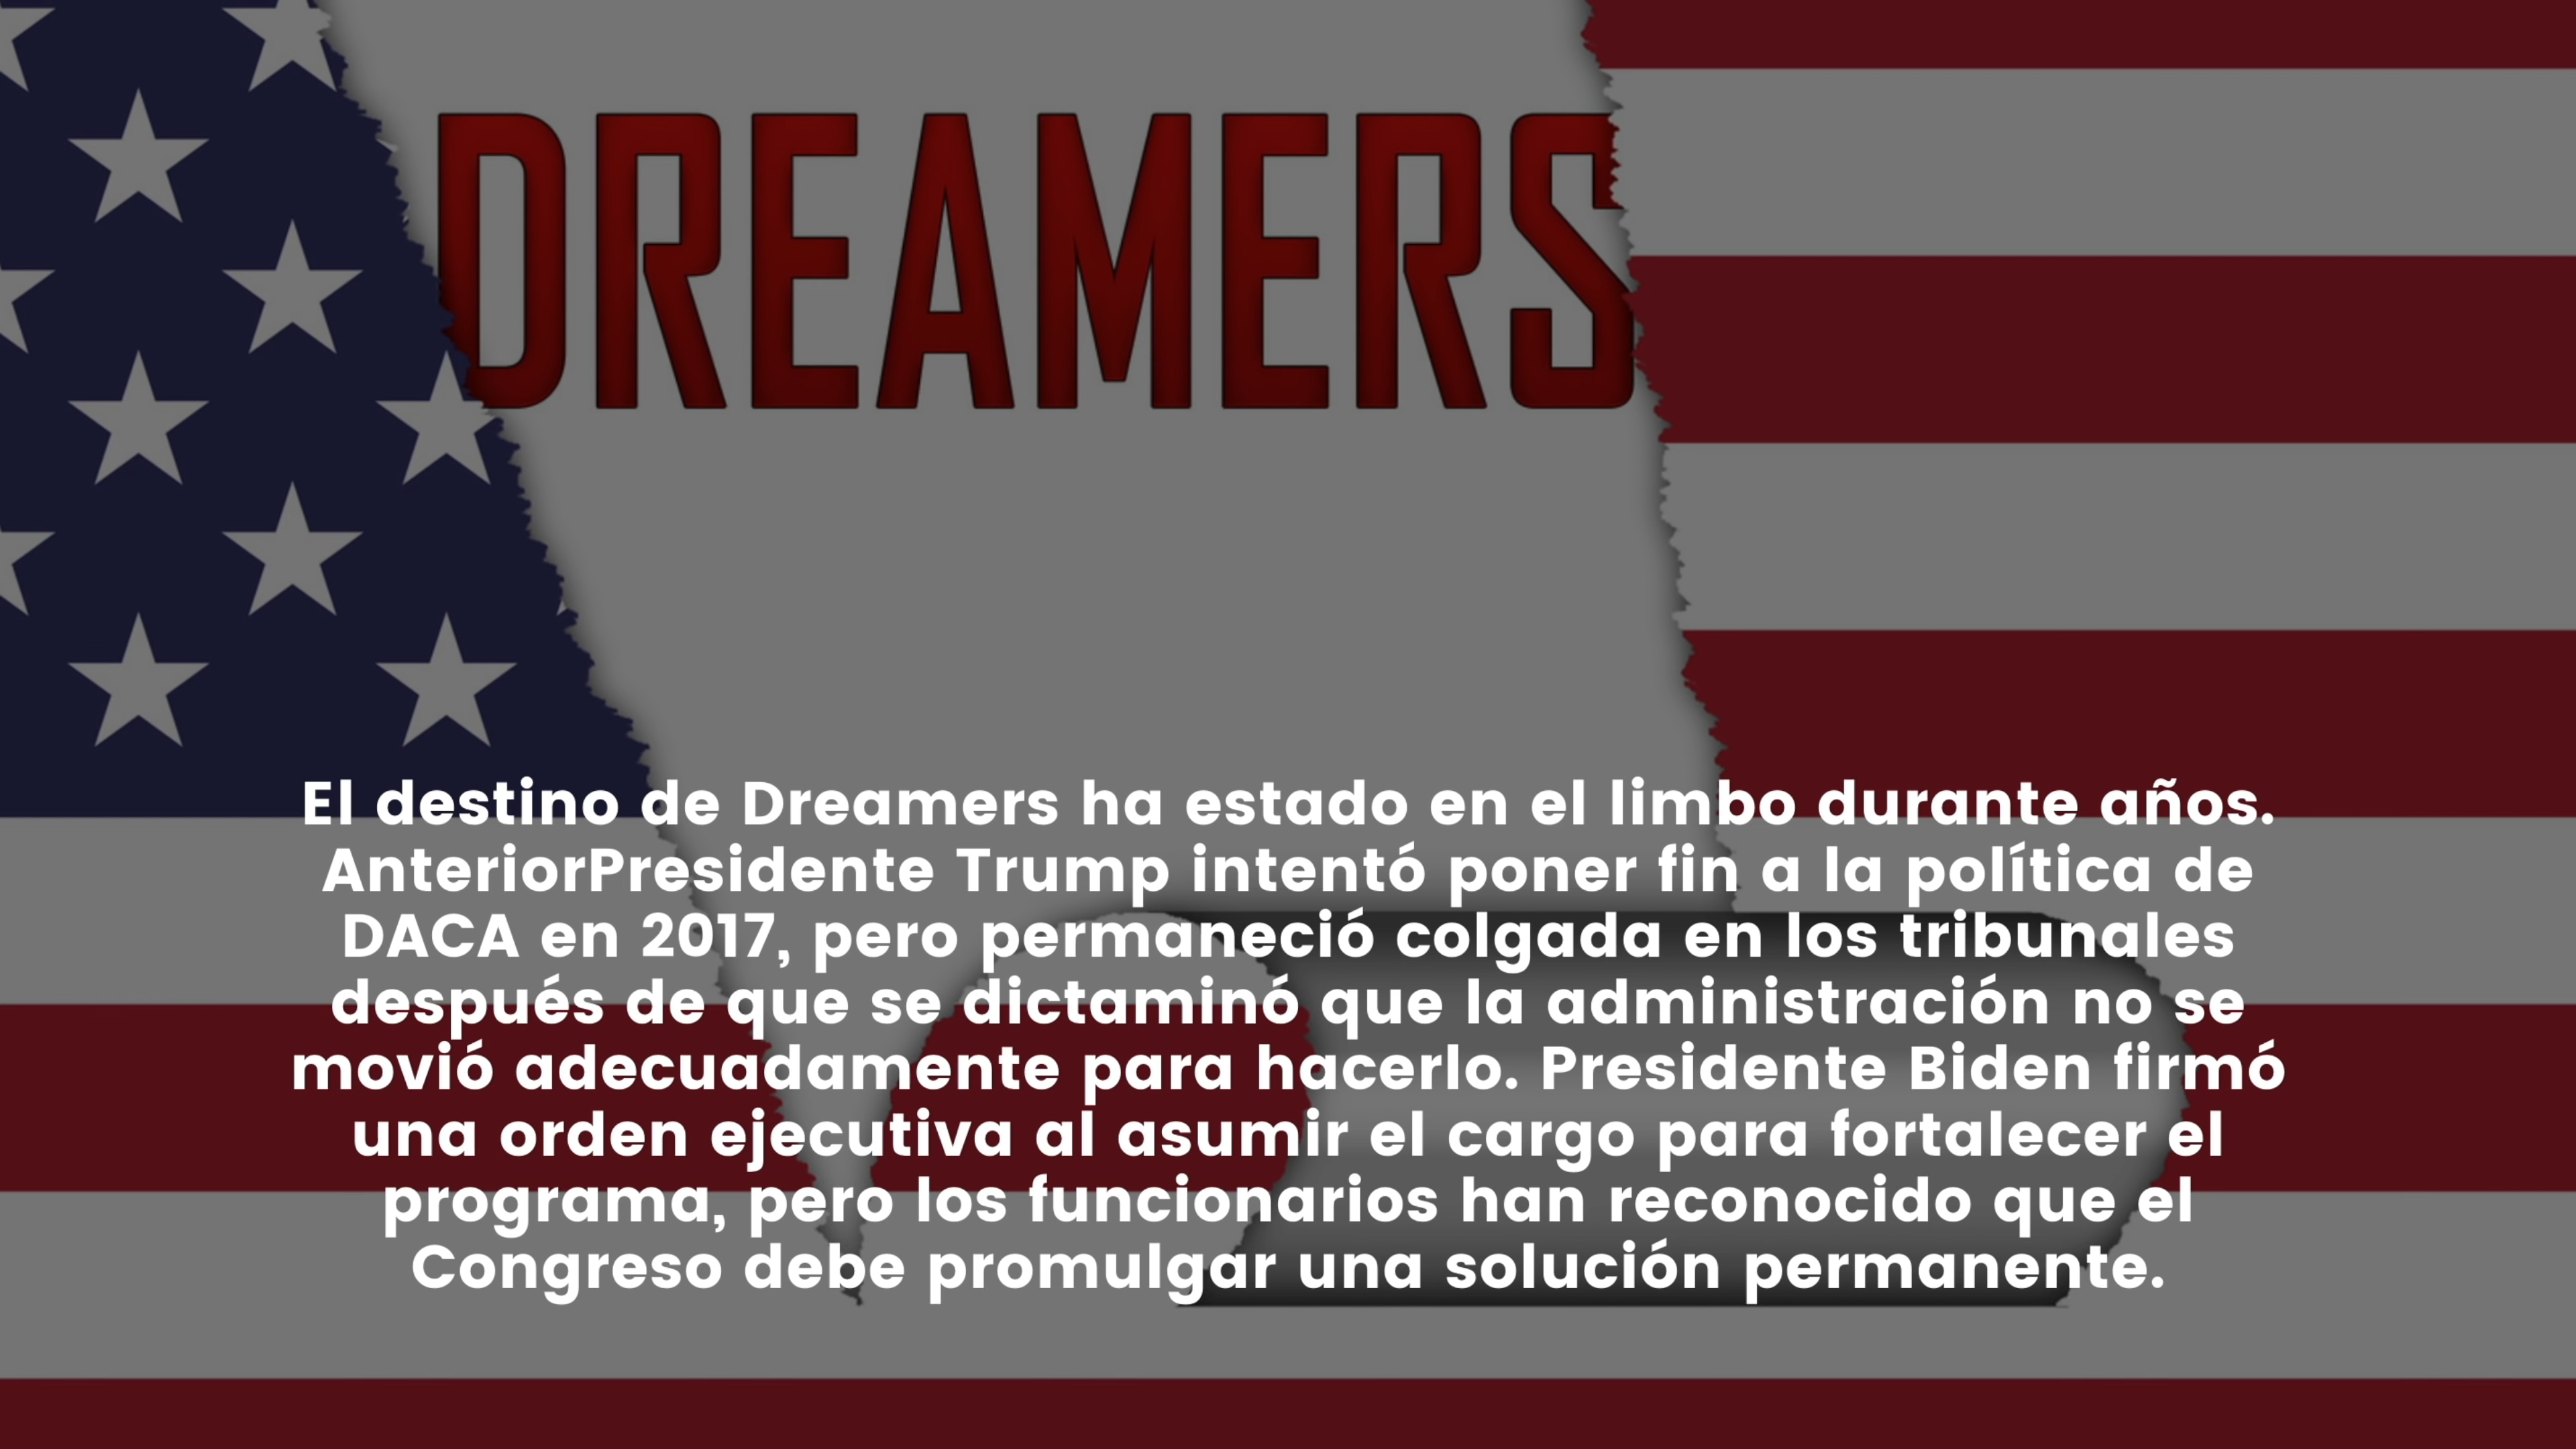 DREAMERS
El destino de Dreamers ha estado en el limbo durante años.
AnteriorPresidente Trump intentó poner fin a la política de
DACA en 2017, pero permaneció colgada en los tribunales
después de que se dictaminó que la administración no se
movió adecuadamente para hacerlo. Presidente Biden firmó
una orden ejecutiva al asumir el cargo para fortalecer el
programa, pero los funcionarios han reconocido que el
Congreso debe promulgar una solución permanente.